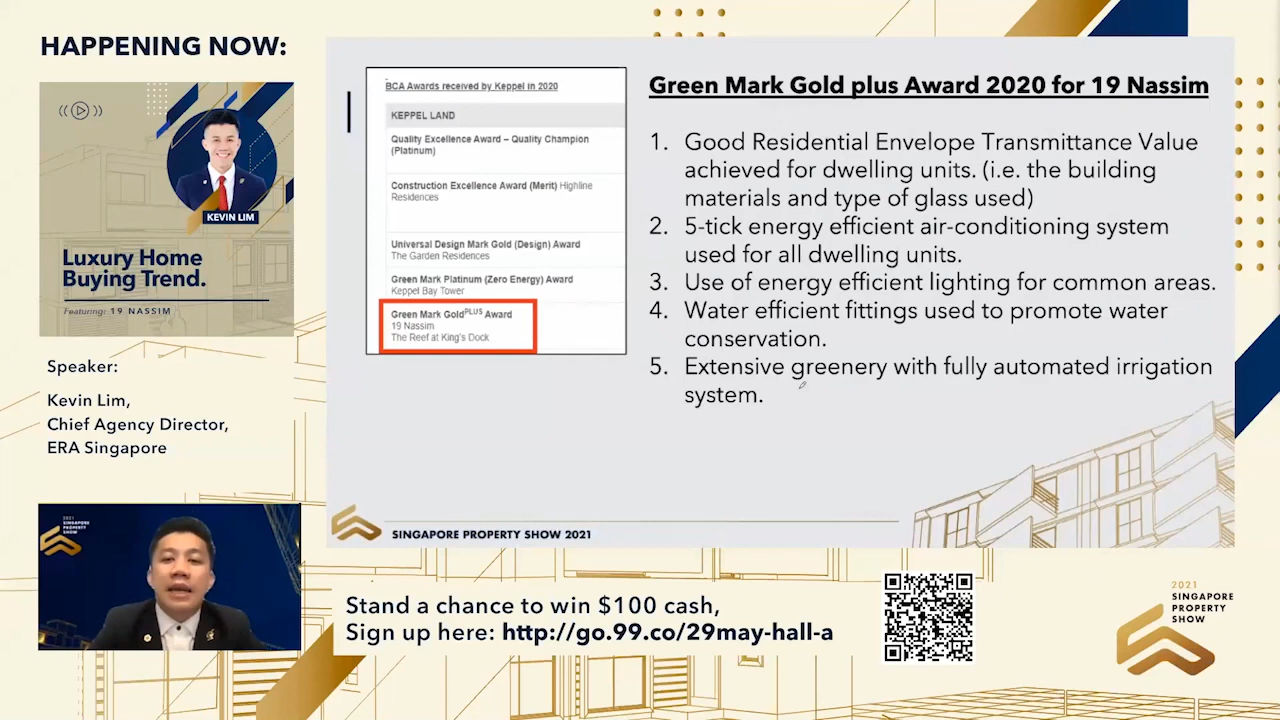 HAPPENING NOW:
KEVIN LIM
Luxury Home
Buying Trend.
Featuring: 19 NASSIM
Speaker:
Kevin Lim,
Chief Agency Director,
ERA Singapore
2021
SINGAPORE
PROPERTY
SHOW
BCA Awards received by Keppel in 2020
KEPPEL LAND
Quality Excellence Award – Quality Champion
(Platinum)
Construction Excellence Award (Merit) Highline
Residences
Universal Design Mark Gold (Design) Award
The Garden Residences
Green Mark Platinum (Zero Energy) Award
Keppel Bay Tower
Green Mark GoldPLUS Award
19 Nassim
The Reef at King's Dock
Green Mark Gold plus Award 2020 for 19 Nassim
1. Good Residential Envelope Transmittance Value
achieved for dwelling units. (i.e. the building
materials and type of glass used)
2. 5-tick energy efficient air-conditioning system
used for all dwelling units.
3. Use of energy efficient lighting for common areas.
4. Water efficient fittings used to promote water
conservation.
5. Extensive greenery with fully automated irrigation
system.
SINGAPORE PROPERTY SHOW 2021
Stand a chance to win $100 cash,
Sign up here: http://go.99.co/29may-hall-a
2021
SINGAPORE
PROPERTY
SHOW